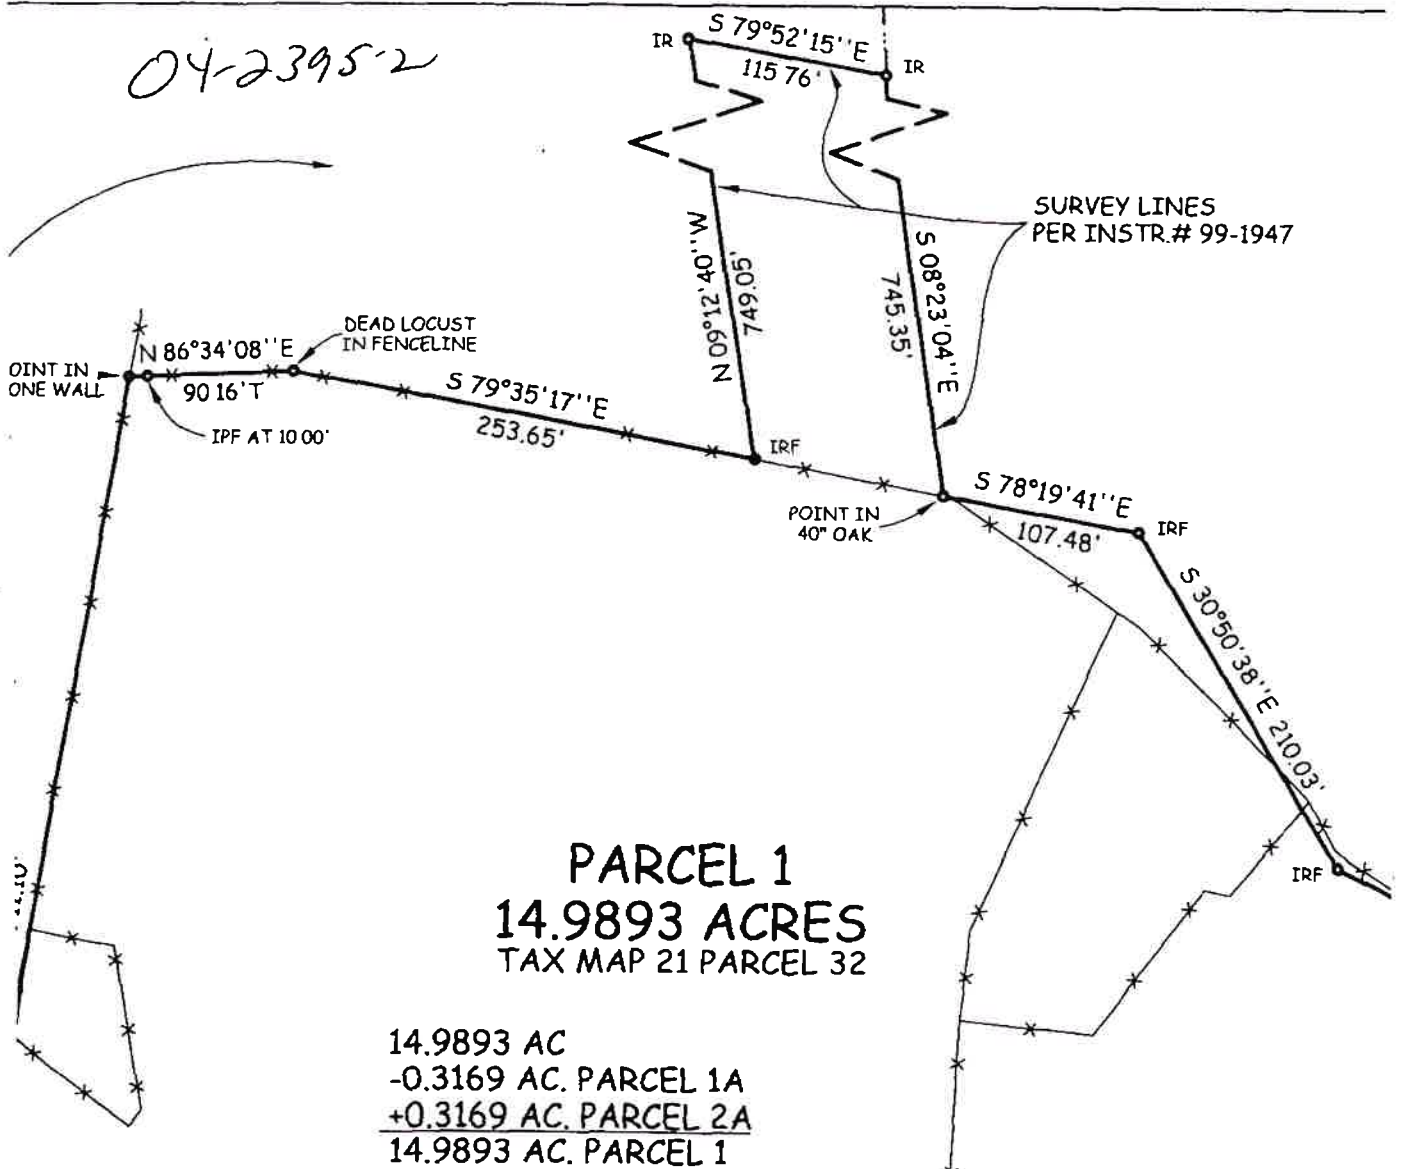 04-2395-2
IR
S 79°52'15''E
115 76'
IR
SURVEY LINES
PER INSTR.# 99-1947
N 09°12'40''W
749.05'
S 08°23'04''E
745.35'
DEAD LOCUST
IN FENCELINE
N 86°34'08''E
90 16'T
OINT IN
ONE WALL
IPF AT 10 00'
S 79°35'17''E
253.65'
IRF
POINT IN
40" OAK
S 78°19'41''E
107.48'
IRF
S 30°50'38''E 210.03'
IRF
PARCEL 1
14.9893 ACRES
TAX MAP 21 PARCEL 32
14.9893 AC
-0.3169 AC. PARCEL 1A
+0.3169 AC. PARCEL 2A
14.9893 AC. PARCEL 1